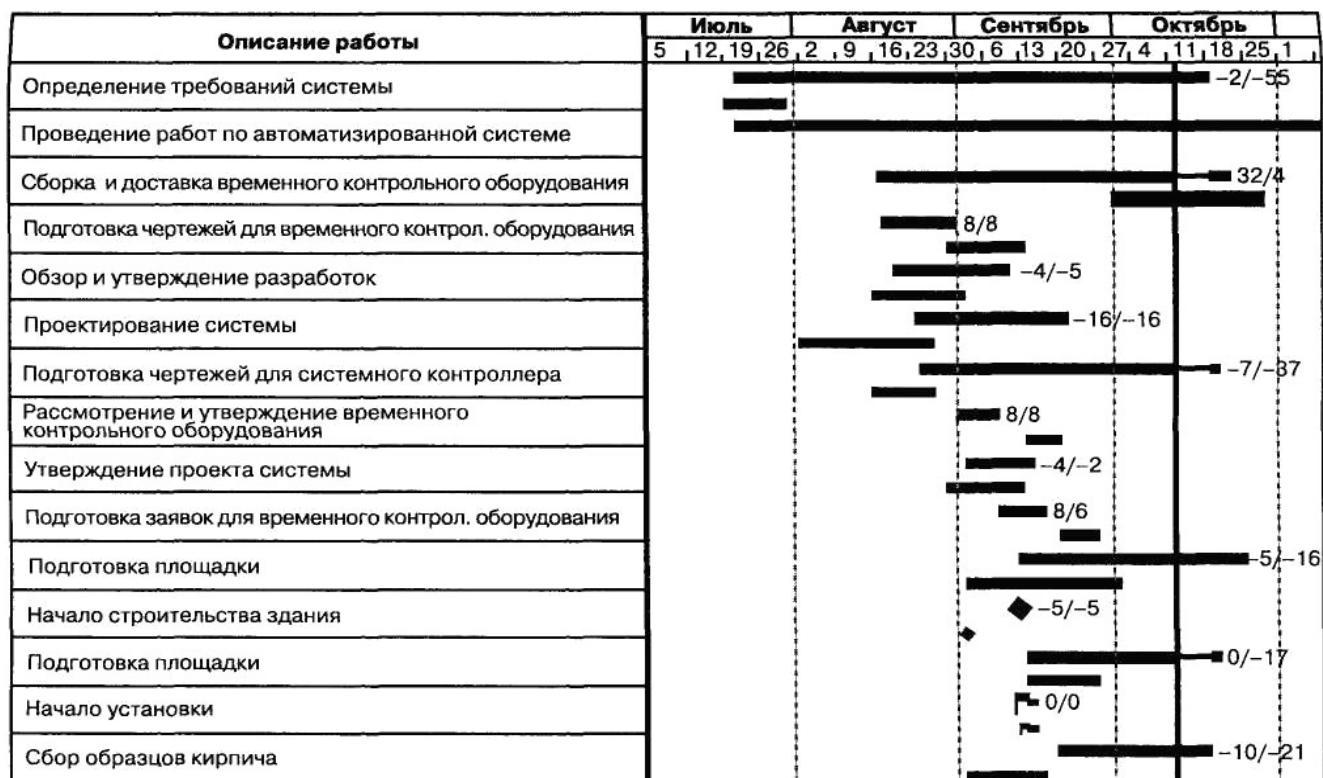 Описание работы
Июль Август Сентябрь Октябрь
5 12 19 26 2 9 16 23 30 6 13 20 27 4 11 18 25 1
Определение требований системы
-2/-55
Проведение работ по автоматизированной системе
Сборка и доставка временного контрольного оборудования
32/4
Подготовка чертежей для временного контрол. оборудования
8/8
Обзор и утверждение разработок
-4/-5
Проектирование системы
-16/-16
Подготовка чертежей для системного контроллера
-7/-37
Рассмотрение и утверждение временного
контрольного оборудования
8/8
Утверждение проекта системы
-4/-2
Подготовка заявок для временного контрол. оборудования
8/6
Подготовка площадки
-5/-16
Начало строительства здания
-5/-5
Подготовка площадки
0/-17
Начало установки
0/0
Сбор образцов кирпича
-10/-21